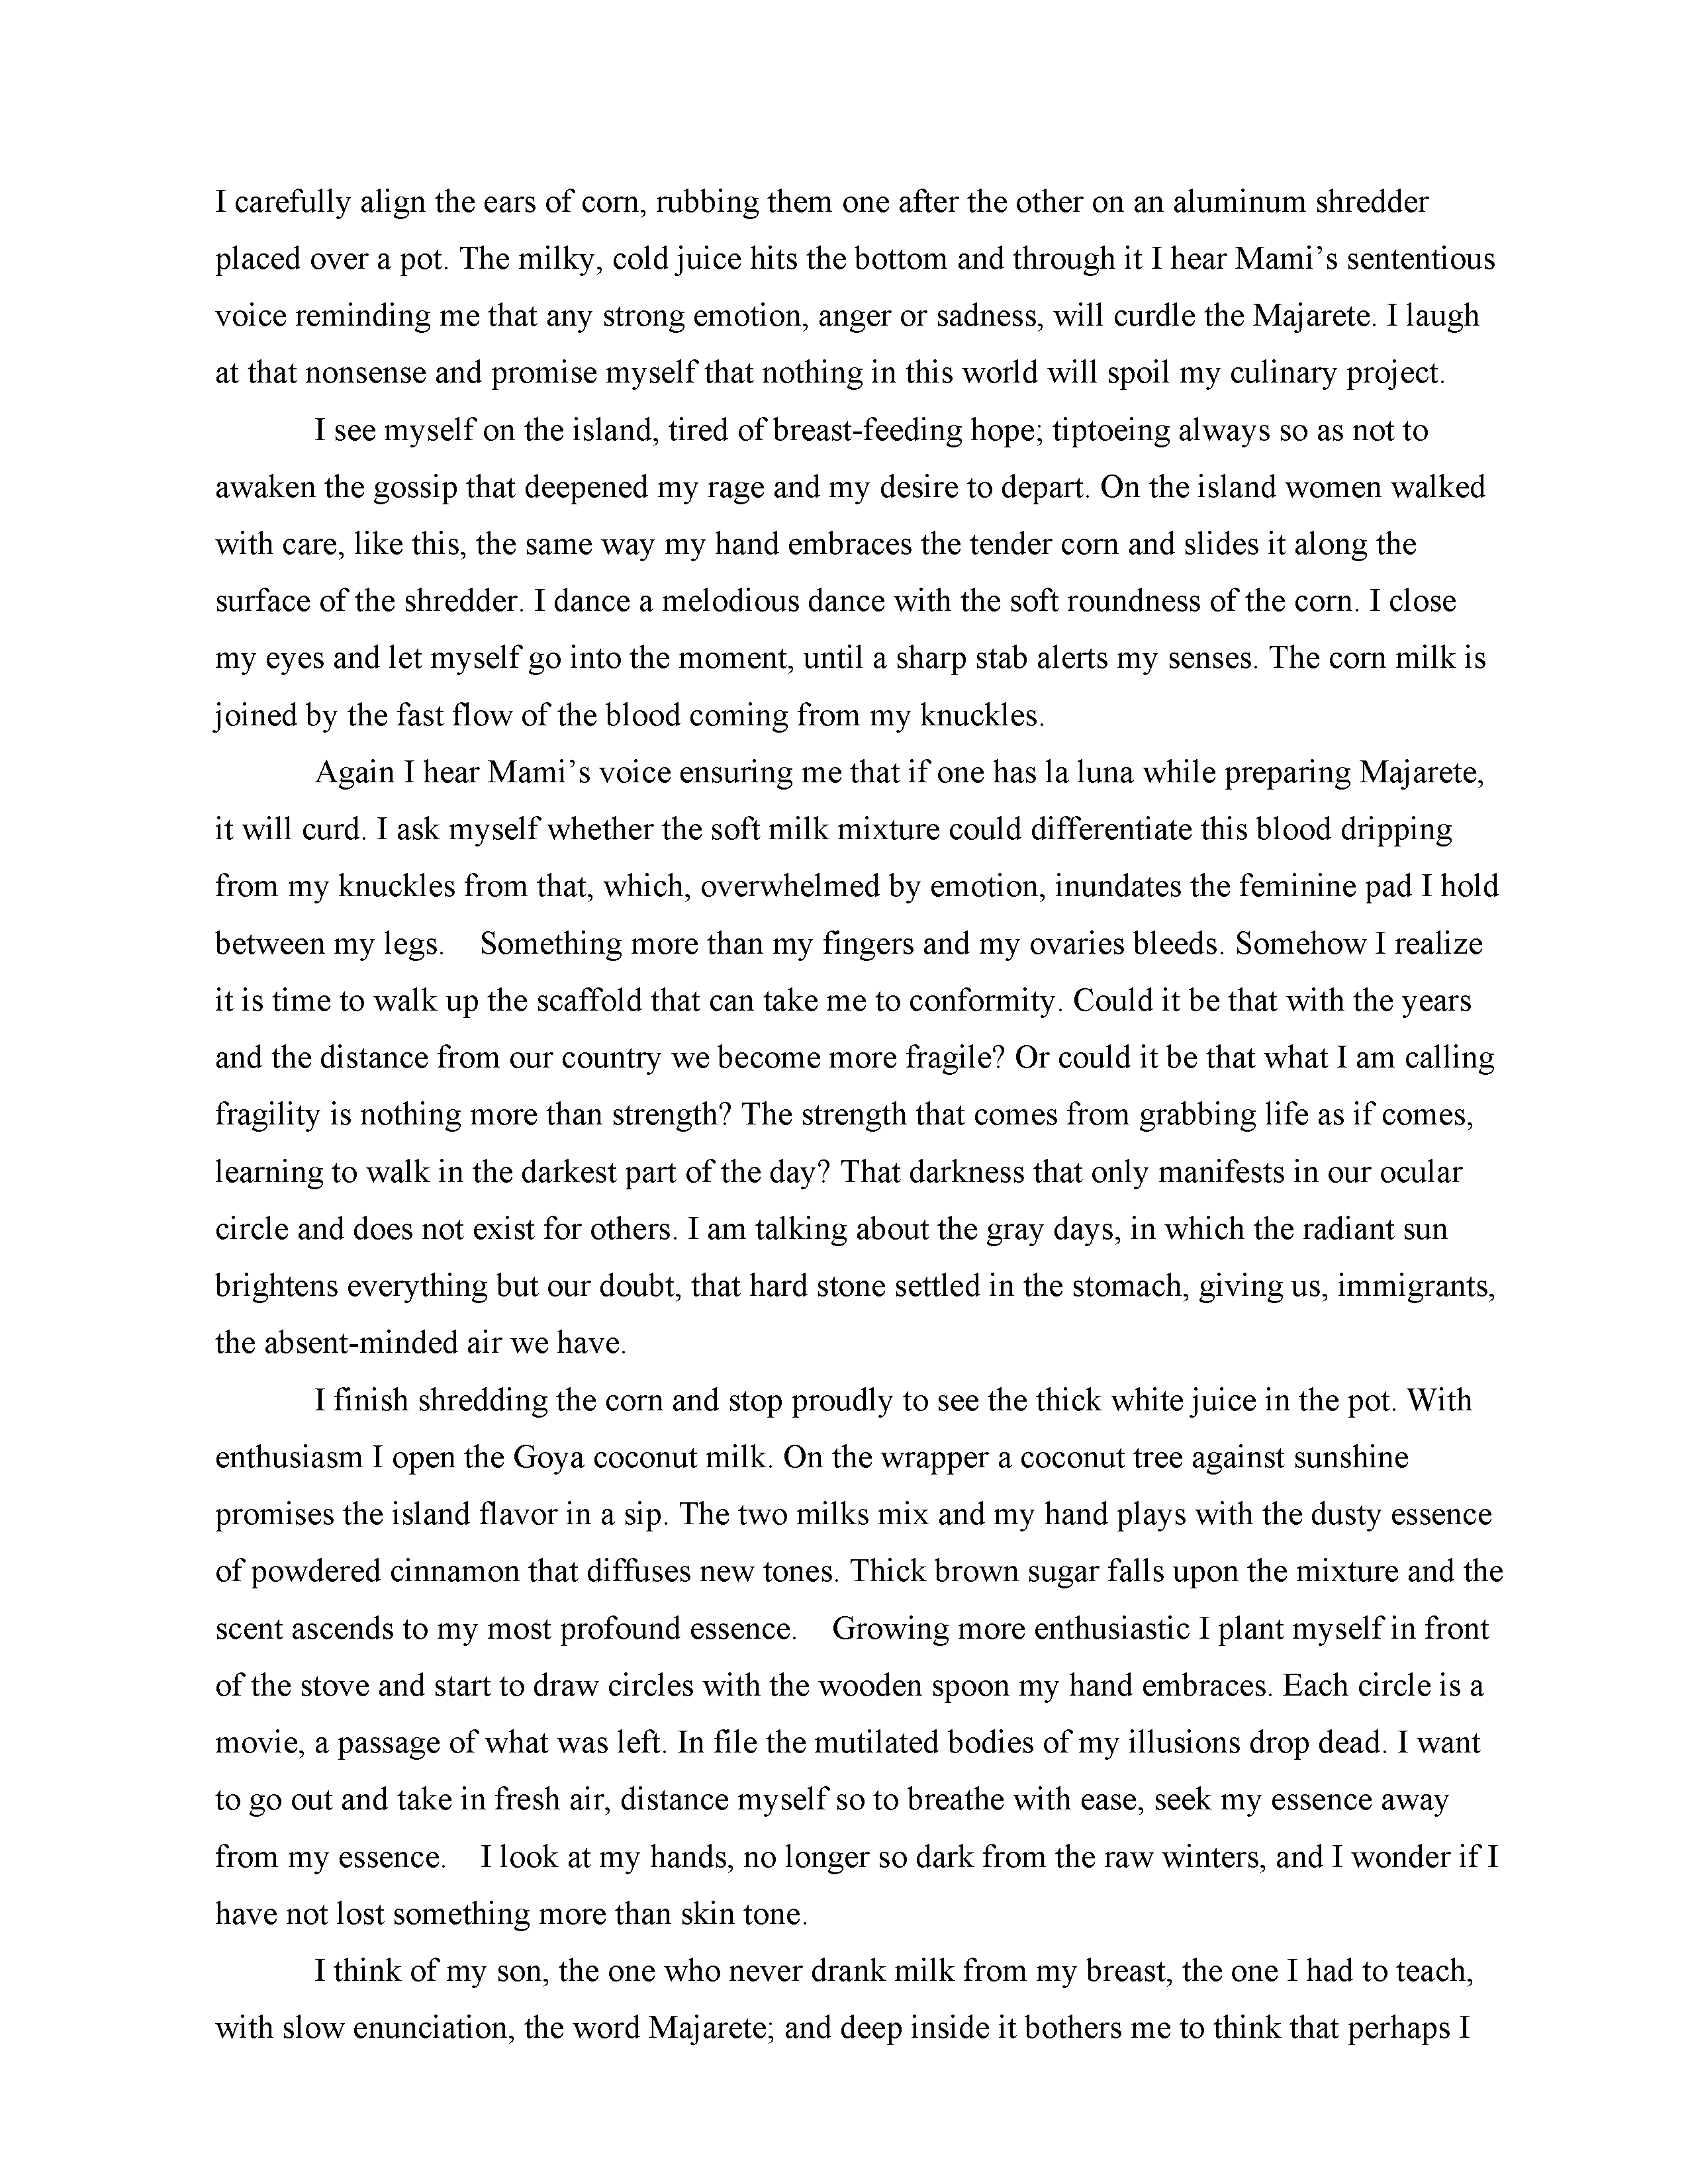 I carefully align the ears of corn, rubbing them one after the other on an aluminum shredder
placed over a pot. The milky, cold juice hits the bottom and through it I hear Mami’s sententious
voice reminding me that any strong emotion, anger or sadness, will curdle the Majarete. I laugh
at that nonsense and promise myself that nothing in this world will spoil my culinary project.
I see myself on the island, tired of breast-feeding hope; tiptoeing always so as not to
awaken the gossip that deepened my rage and my desire to depart. On the island women walked
with care, like this, the same way my hand embraces the tender corn and slides it along the
surface of the shredder. I dance a melodious dance with the soft roundness of the corn. I close
my eyes and let myself go into the moment, until a sharp stab alerts my senses. The corn milk is
joined by the fast flow of the blood coming from my knuckles.
Again I hear Mami’s voice ensuring me that if one has la luna while preparing Majarete,
it will curd. I ask myself whether the soft milk mixture could differentiate this blood dripping
from my knuckles from that, which, overwhelmed by emotion, inundates the feminine pad I hold
between my legs.    Something more than my fingers and my ovaries bleeds. Somehow I realize
it is time to walk up the scaffold that can take me to conformity. Could it be that with the years
and the distance from our country we become more fragile? Or could it be that what I am calling
fragility is nothing more than strength? The strength that comes from grabbing life as if comes,
learning to walk in the darkest part of the day? That darkness that only manifests in our ocular
circle and does not exist for others. I am talking about the gray days, in which the radiant sun
brightens everything but our doubt, that hard stone settled in the stomach, giving us, immigrants,
the absent-minded air we have.
I finish shredding the corn and stop proudly to see the thick white juice in the pot. With
enthusiasm I open the Goya coconut milk. On the wrapper a coconut tree against sunshine
promises the island flavor in a sip. The two milks mix and my hand plays with the dusty essence
of powdered cinnamon that diffuses new tones. Thick brown sugar falls upon the mixture and the
scent ascends to my most profound essence.    Growing more enthusiastic I plant myself in front
of the stove and start to draw circles with the wooden spoon my hand embraces. Each circle is a
movie, a passage of what was left. In file the mutilated bodies of my illusions drop dead. I want
to go out and take in fresh air, distance myself so to breathe with ease, seek my essence away
from my essence.    I look at my hands, no longer so dark from the raw winters, and I wonder if I
have not lost something more than skin tone.
I think of my son, the one who never drank milk from my breast, the one I had to teach,
with slow enunciation, the word Majarete; and deep inside it bothers me to think that perhaps I